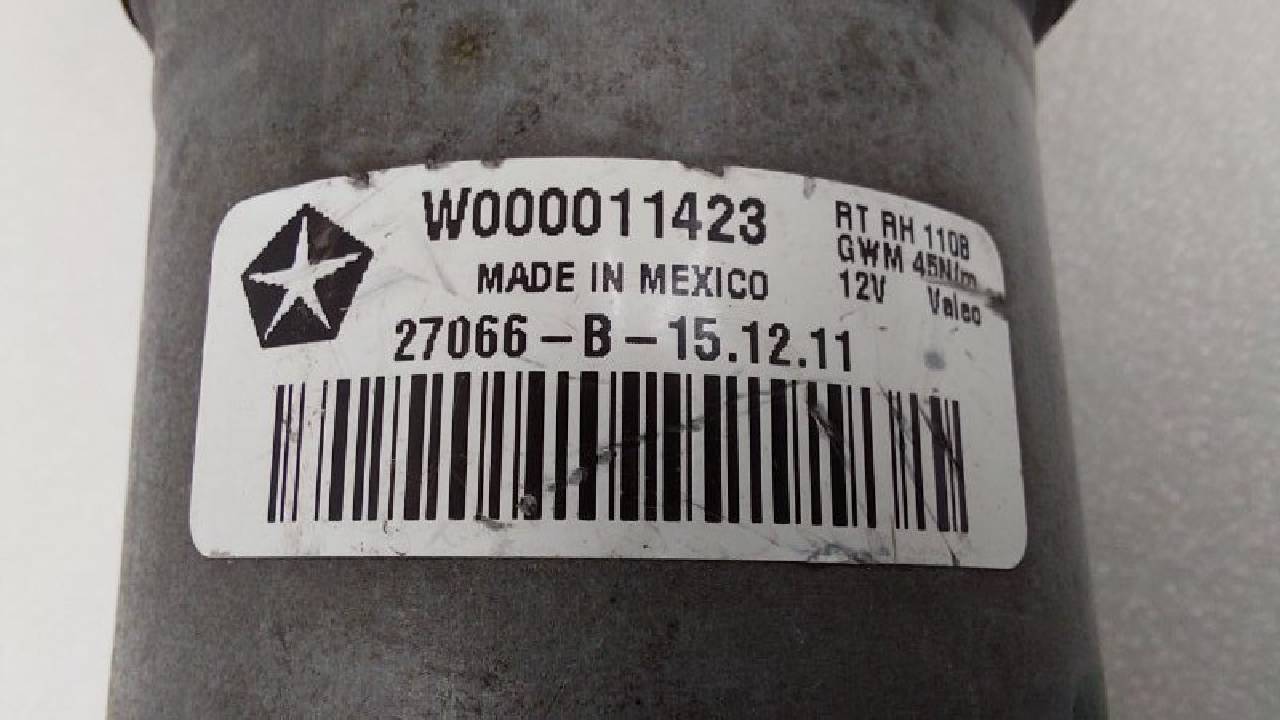 W000011423
MADE IN MEXICO
27066-B-15.12.11
RT RH 110B
GWM 45N/m
12V Valeo